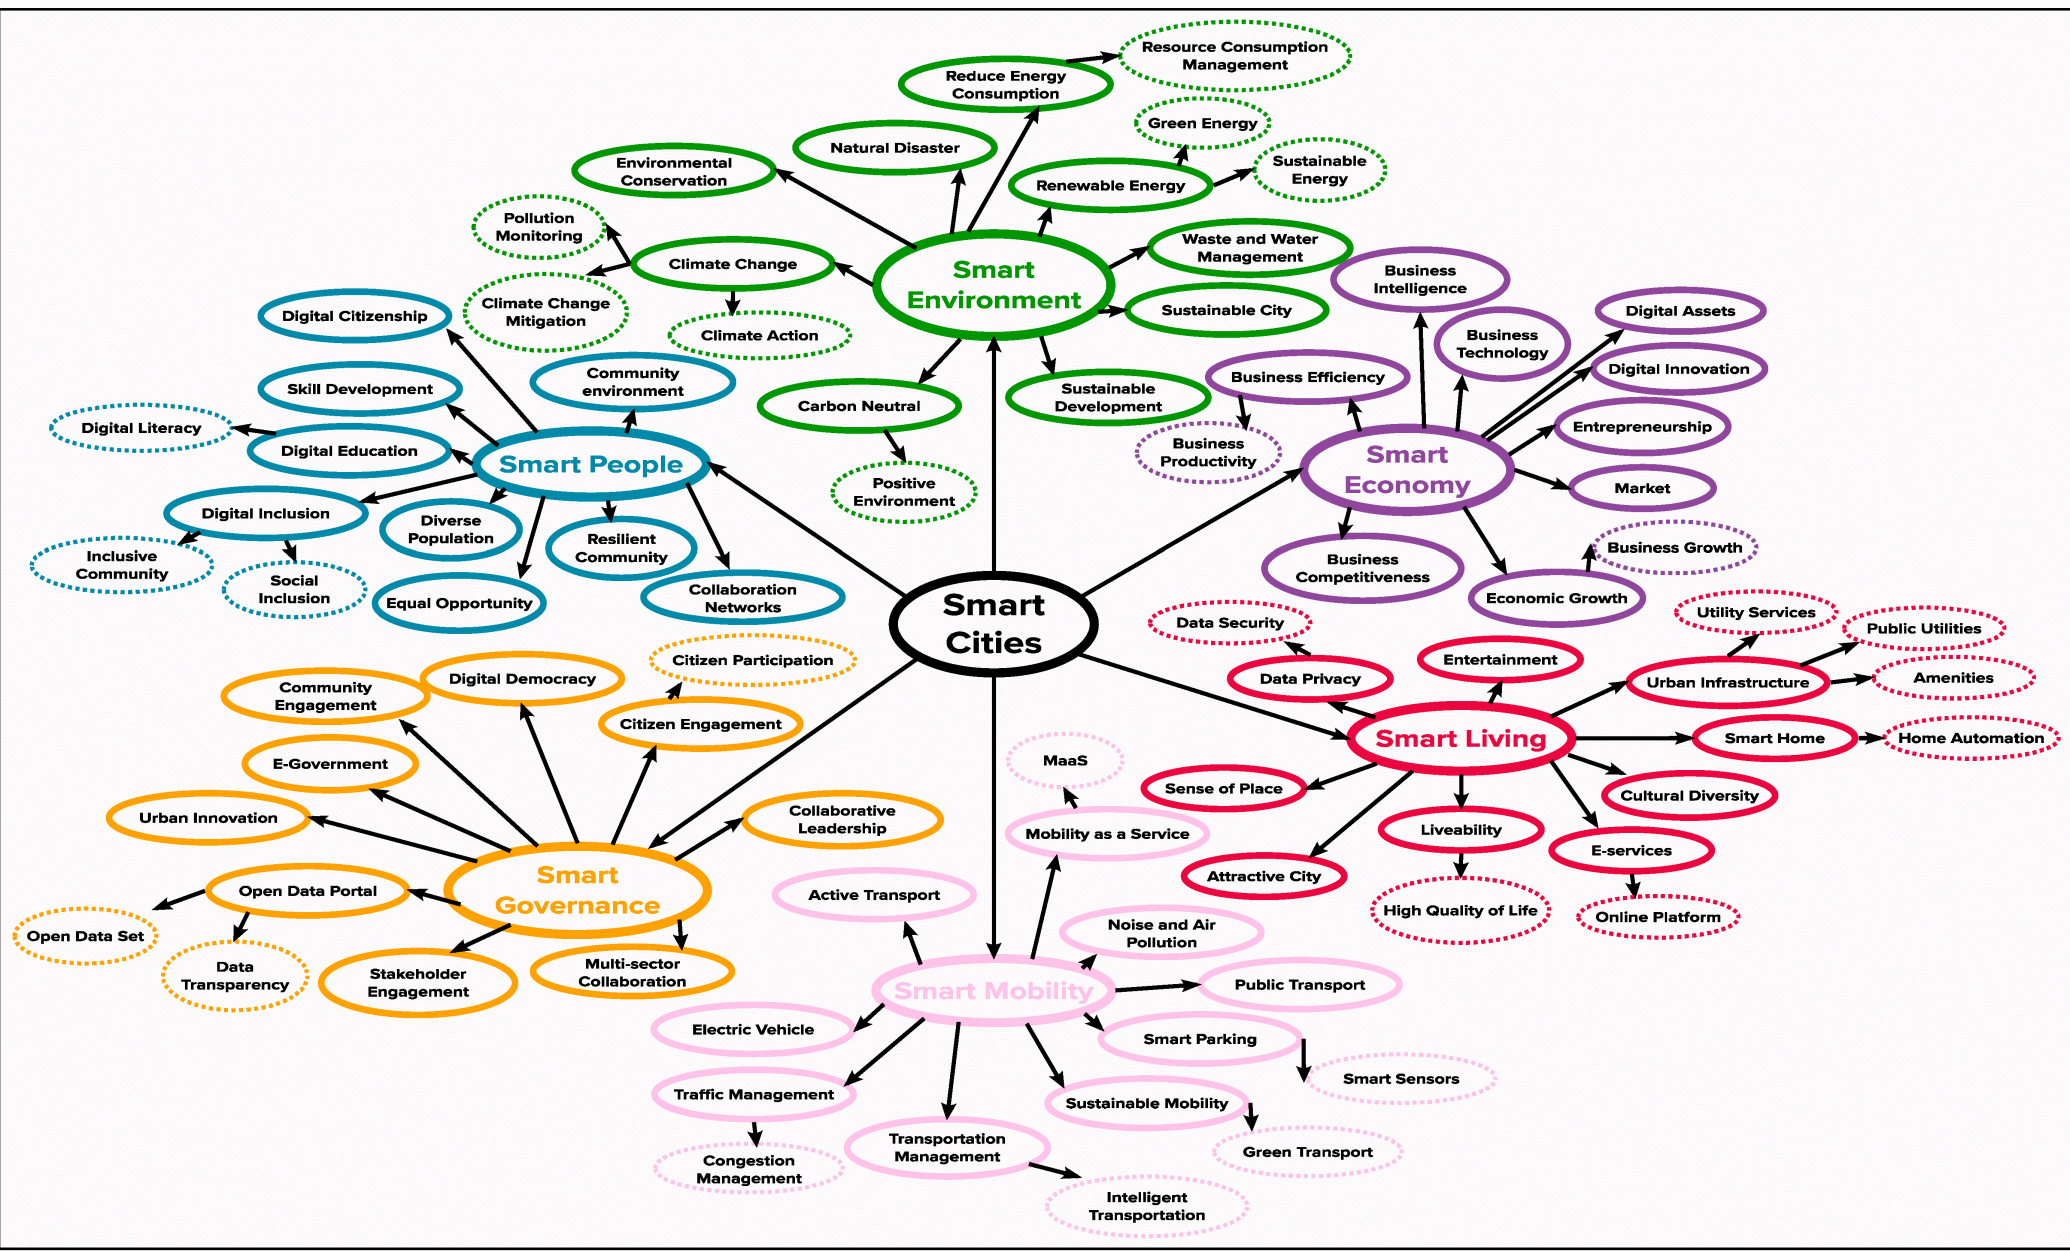 Resource Consumption
Management
Reduce Energy
Consumption
Green Energy
Natural Disaster
Sustainable
Energy
Environmental
Conservation
Renewable Energy
Pollution
Monitoring
Waste and Water
Management
Climate Change
Smart
Environment
Business
Intelligence
Climate Change
Mitigation
Sustainable City
Digital Assets
Digital Citizenship
Climate Action
Business
Technology
Digital Innovation
Community
environment
Business Efficiency
Skill Development
Sustainable
Development
Carbon Neutral
Entrepreneurship
Digital Literacy
Digital Education
Smart People
Business
Productivity
Smart
Economy
Market
Positive
Environment
Digital Inclusion
Diverse
Population
Resilient
Community
Business Growth
Inclusive
Community
Business
Competitiveness
Social
Inclusion
Equal Opportunity
Collaboration
Networks
Economic Growth
Smart
Cities
Utility Services
Data Security
Public Utilities
Citizen Participation
Entertainment
Digital Democracy
Data Privacy
Urban Infrastructure
Amenities
Community
Engagement
Citizen Engagement
Smart Living
Smart Home
Home Automation
E-Government
MaaS
Sense of Place
Cultural Diversity
Urban Innovation
Collaborative
Leadership
Mobility as a Service
Liveability
E-services
Smart
Governance
Open Data Portal
Active Transport
Attractive City
High Quality of Life
Online Platform
Open Data Set
Noise and Air
Pollution
Data
Transparency
Stakeholder
Engagement
Multi-sector
Collaboration
Smart Mobility
Public Transport
Electric Vehicle
Smart Parking
Smart Sensors
Traffic Management
Sustainable Mobility
Transportation
Management
Green Transport
Congestion
Management
Intelligent
Transportation